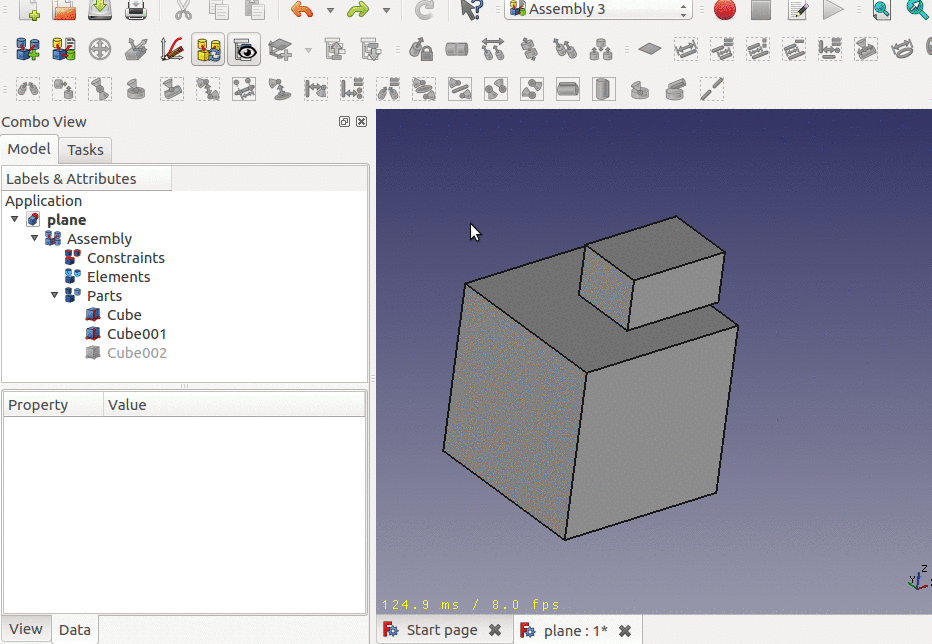 Assembly 3
Combo View
Model
Tasks
Labels & Attributes
Application
plane
Assembly
Constraints
Elements
Parts
Cube
Cube001
Cube002
Property
Value
Z
Y
124.9 ms / 8.0 fps
View
Data
Start page
plane : 1*